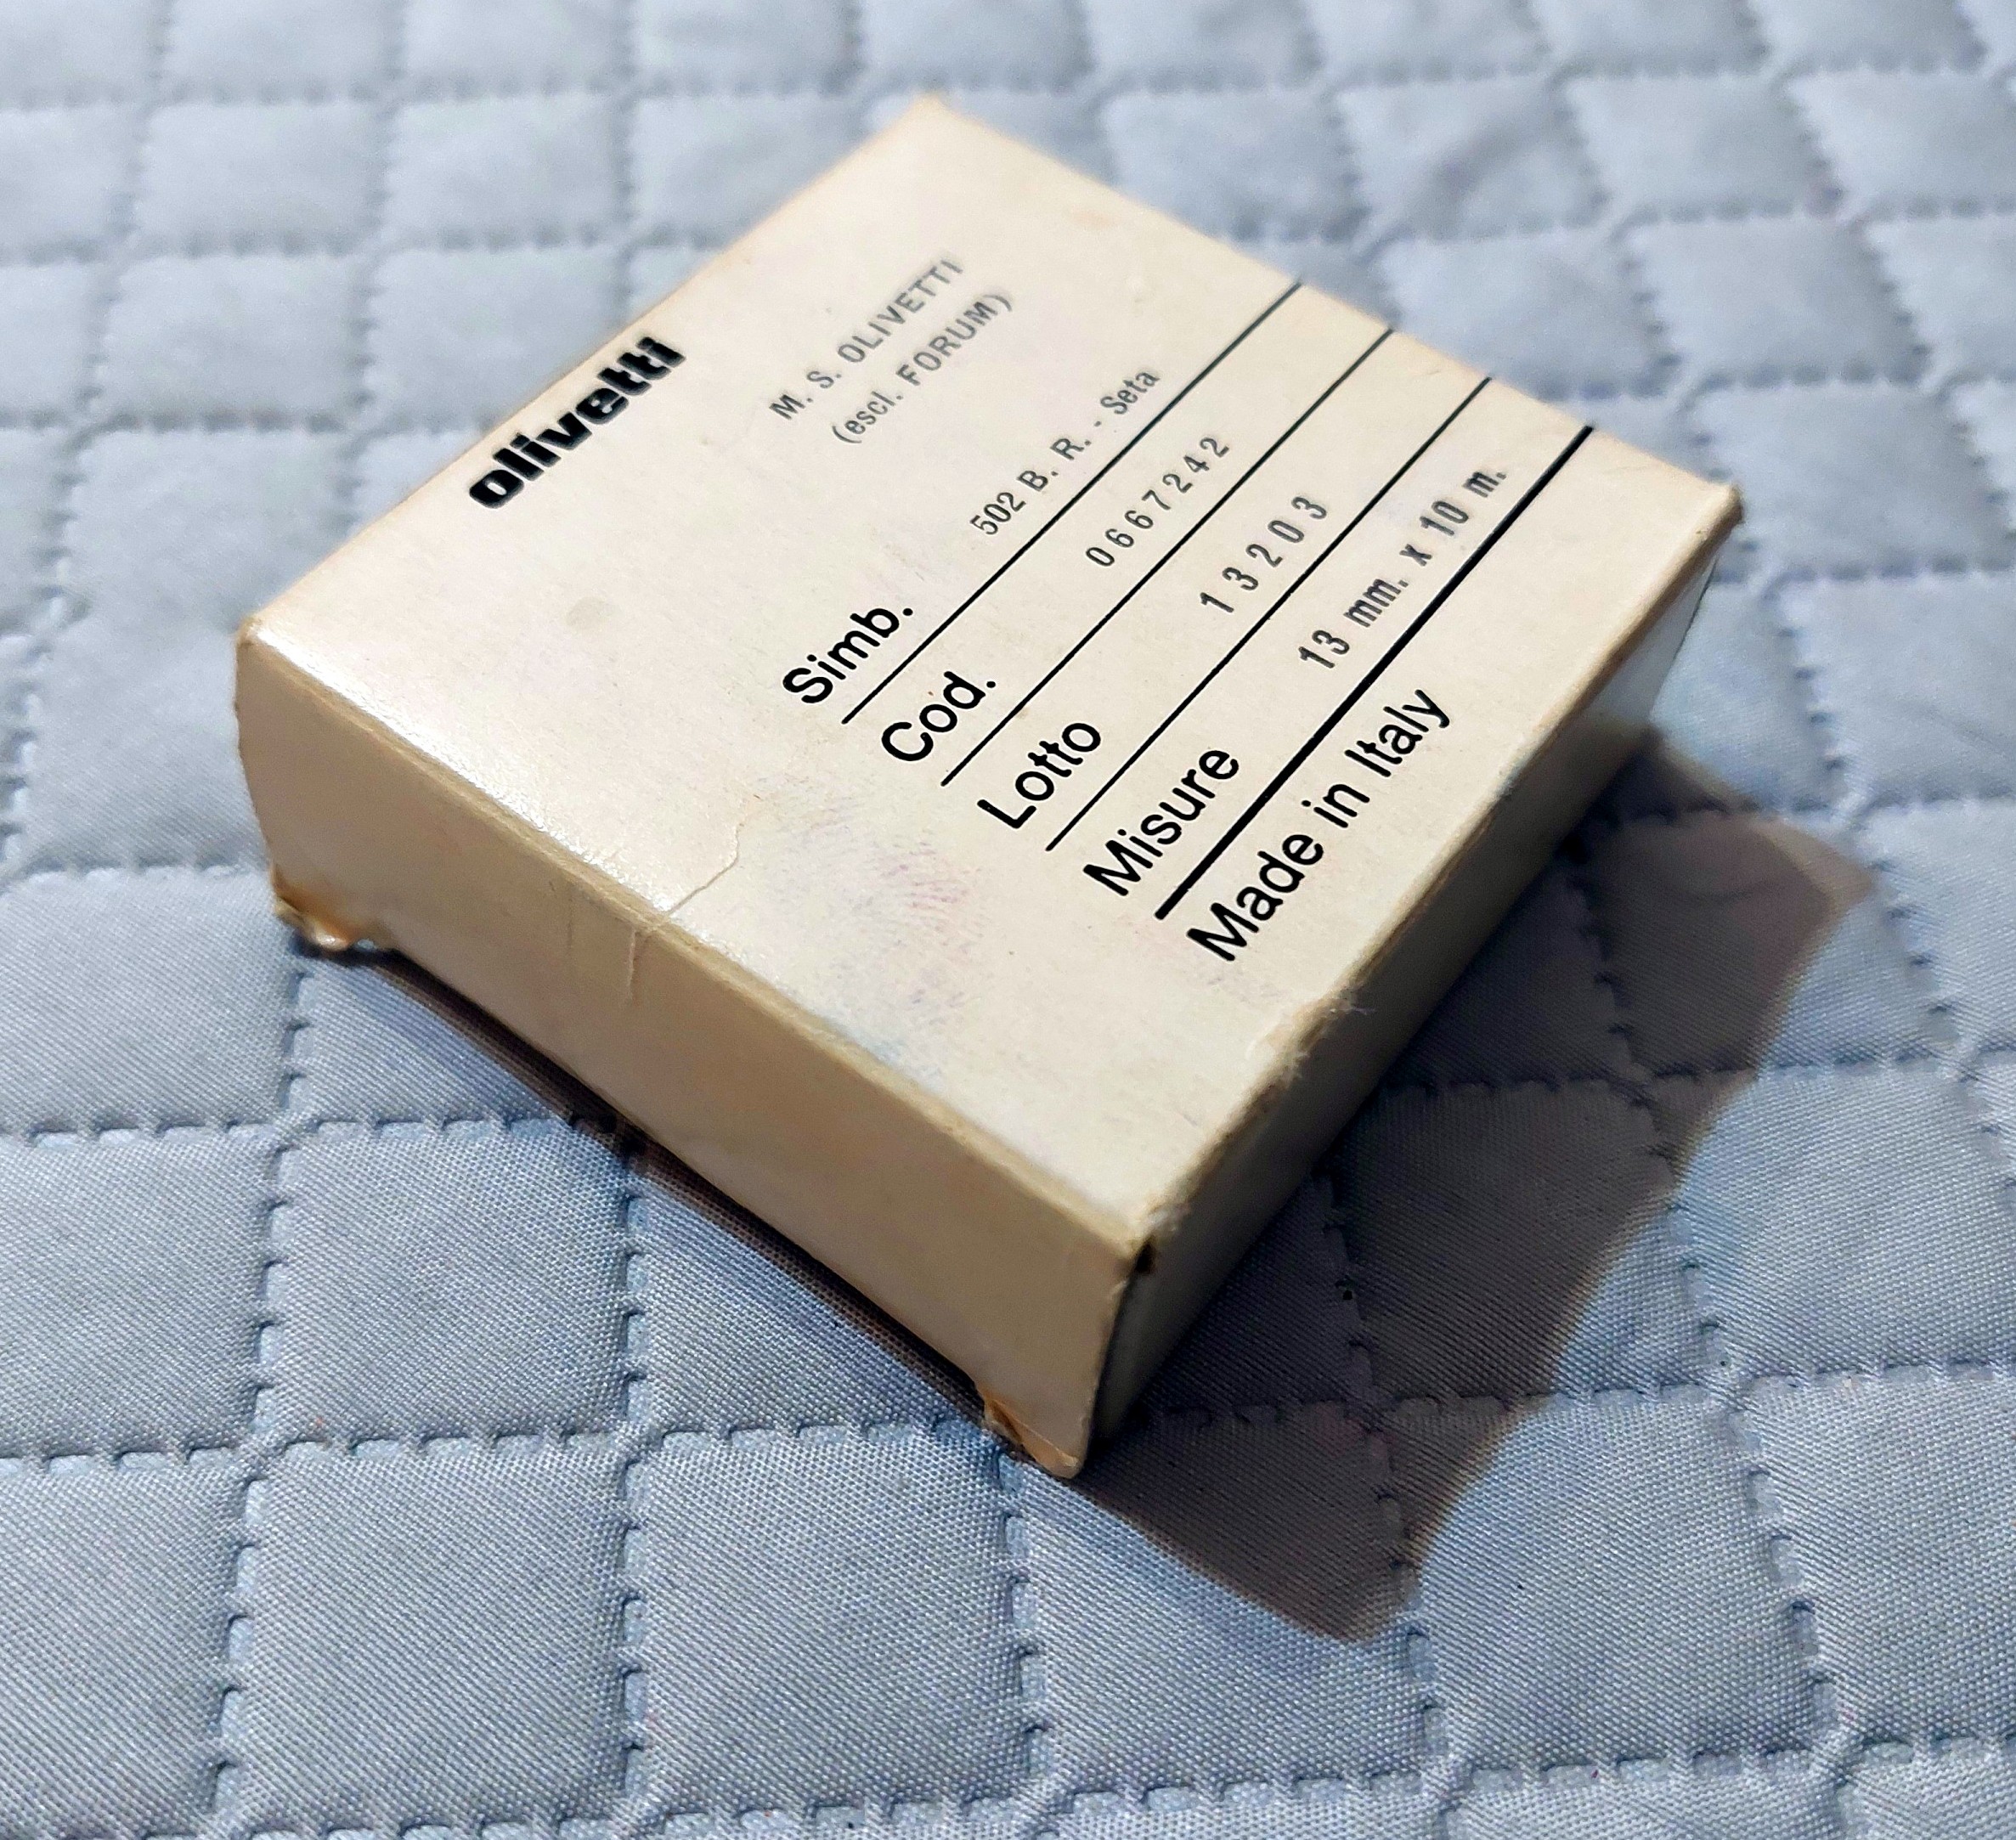 olivetti
M. S. OLIVETTI
(escl. FORUM)
Simb. 502 B. R. - Seta
Cod. 0667242
Lotto 13203
Misure 13 mm. x 10 m.
Made in Italy